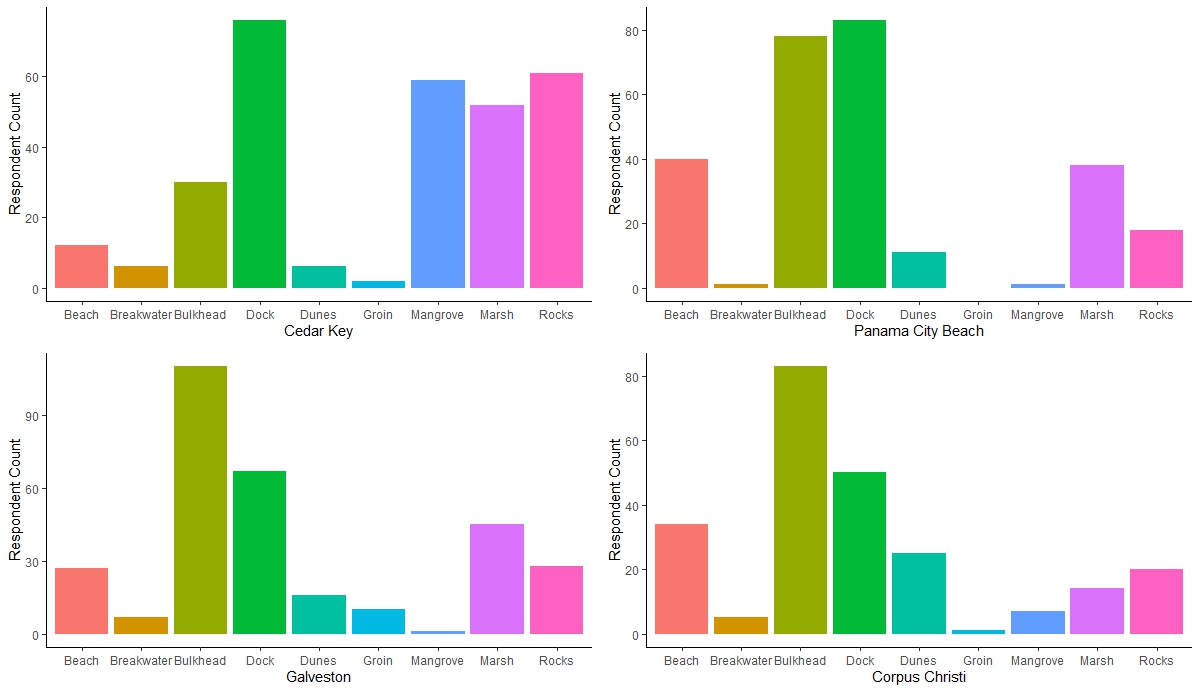 Respondent Count
60
40
20
0
Beach Breakwater Bulkhead Dock Dunes Groin Mangrove Marsh Rocks
Cedar Key
Respondent Count
80
60
40
20
0
Beach Breakwater Bulkhead Dock Dunes Groin Mangrove Marsh Rocks
Panama City Beach
Respondent Count
90
60
30
0
Beach Breakwater Bulkhead Dock Dunes Groin Mangrove Marsh Rocks
Galveston
Respondent Count
80
60
40
20
0
Beach Breakwater Bulkhead Dock Dunes Groin Mangrove Marsh Rocks
Corpus Christi